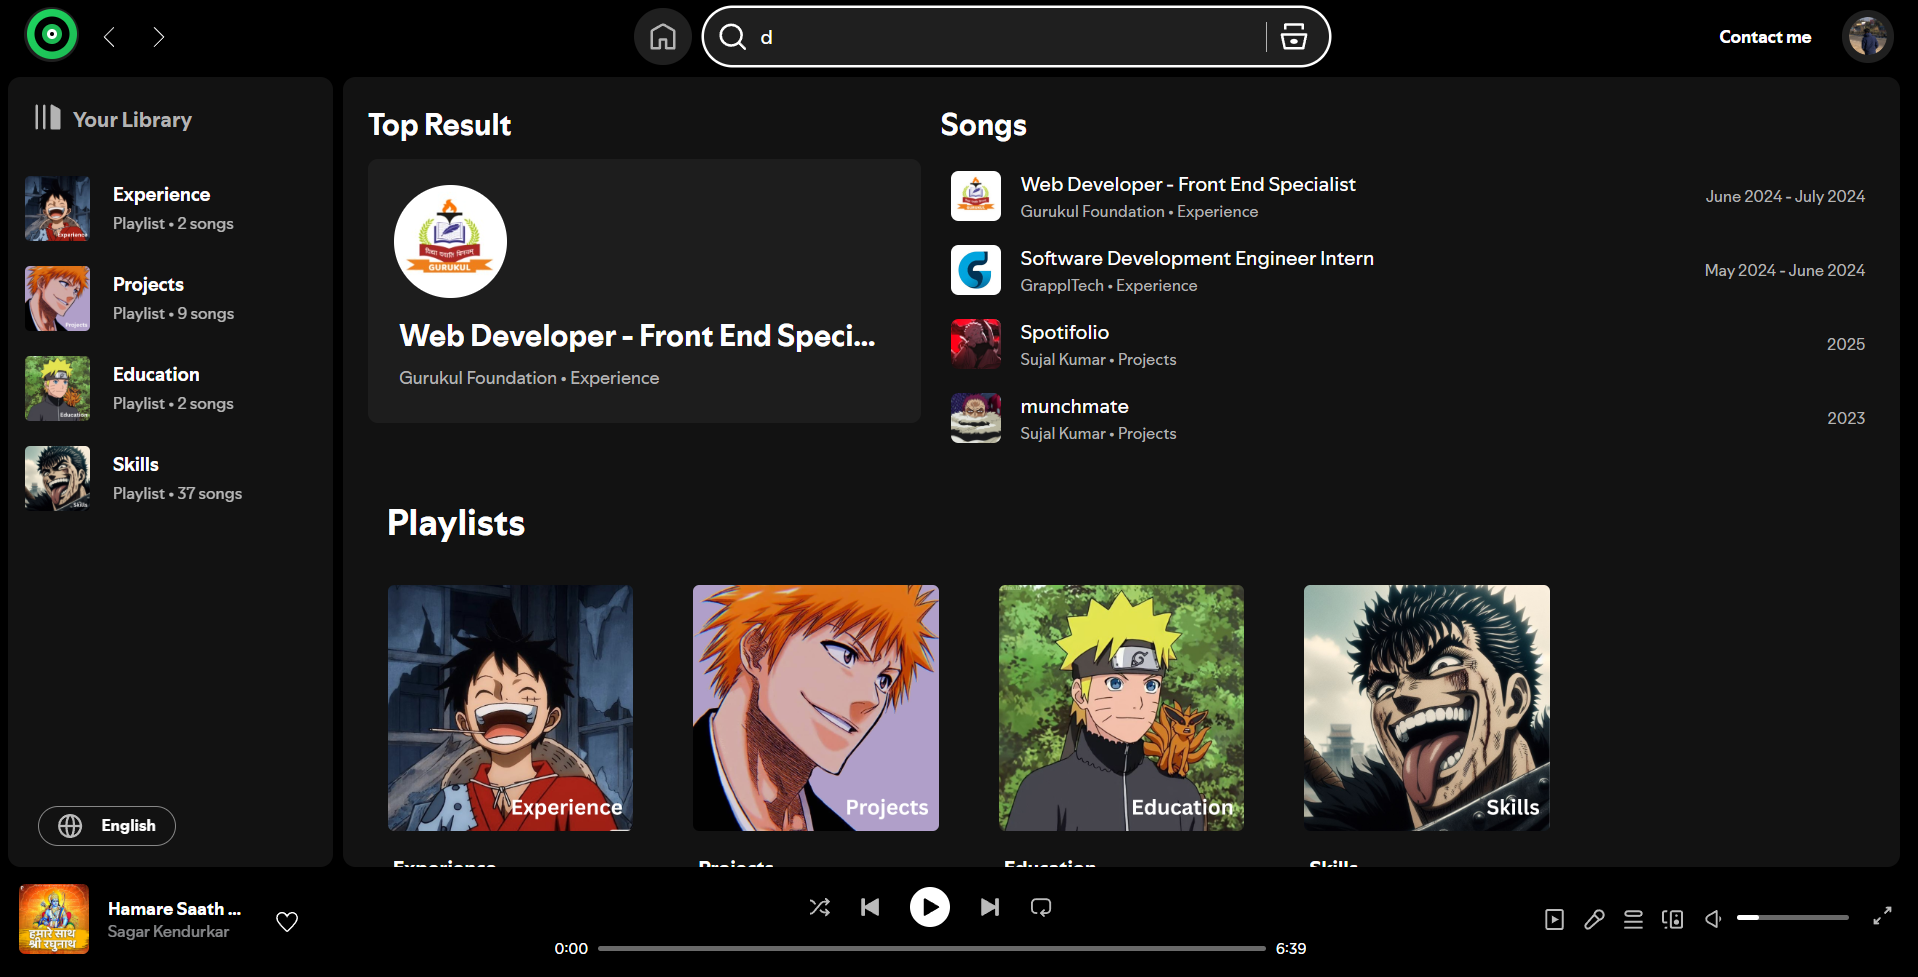 d
Contact me
Your Library
Experience
Playlist • 2 songs
Projects
Playlist • 9 songs
Education
Playlist • 2 songs
Skills
Playlist • 37 songs
English
Top Result
GURUKUL
Web Developer - Front End Speci...
Gurukul Foundation • Experience
Songs
Web Developer - Front End Specialist
Gurukul Foundation • Experience
June 2024 - July 2024
Software Development Engineer Intern
GrapplTech • Experience
May 2024 - June 2024
Spotifolio
Sujal Kumar • Projects
2025
munchmate
Sujal Kumar • Projects
2023
Playlists
Experience
Projects
Education
Skills
Experience
Projects
Education
Skills
हमारे साथ
श्री रघुनाथ
Hamare Saath ...
Sagar Kendurkar
0:00
6:39